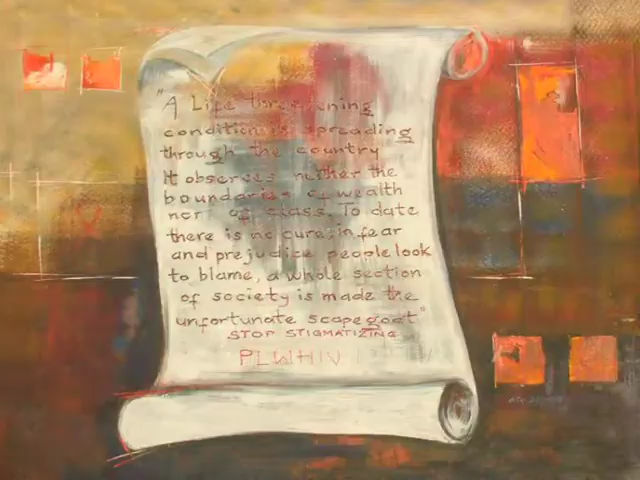 "A Life threatening
condition is spreading
through the country
It observes neither the
boundaries of wealth
nor of class. To date
there is no cure; in fear
and prejudice people look
to blame, a whole section
of society is made the
unfortunate scapegoat"
STOP STIGMATIZING
PLWHIV